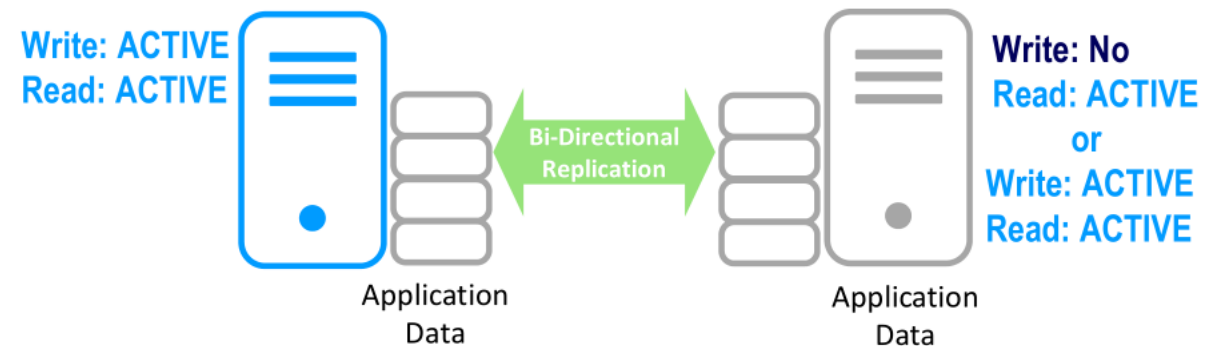 Write: ACTIVE
Read: ACTIVE
Bi-Directional
Replication
Write: No
Read: ACTIVE
or
Write: ACTIVE
Read: ACTIVE
Application
Data
Application
Data